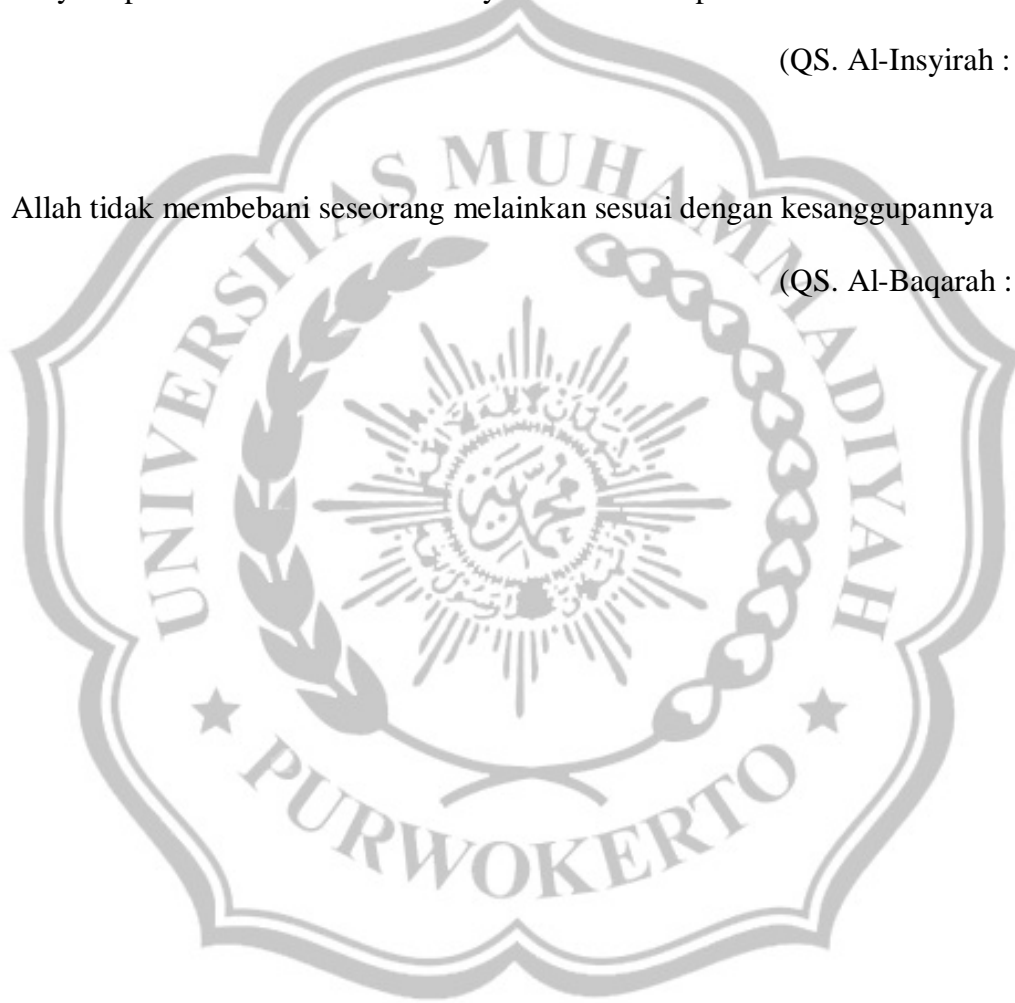 (QS. Al-Insyirah :
Allah tidak membebani seseorang melainkan sesuai dengan kesanggupannya
(QS. Al-Baqarah :
UNIVERSITAS MUHAMMADIYAH
PURWOKERTO